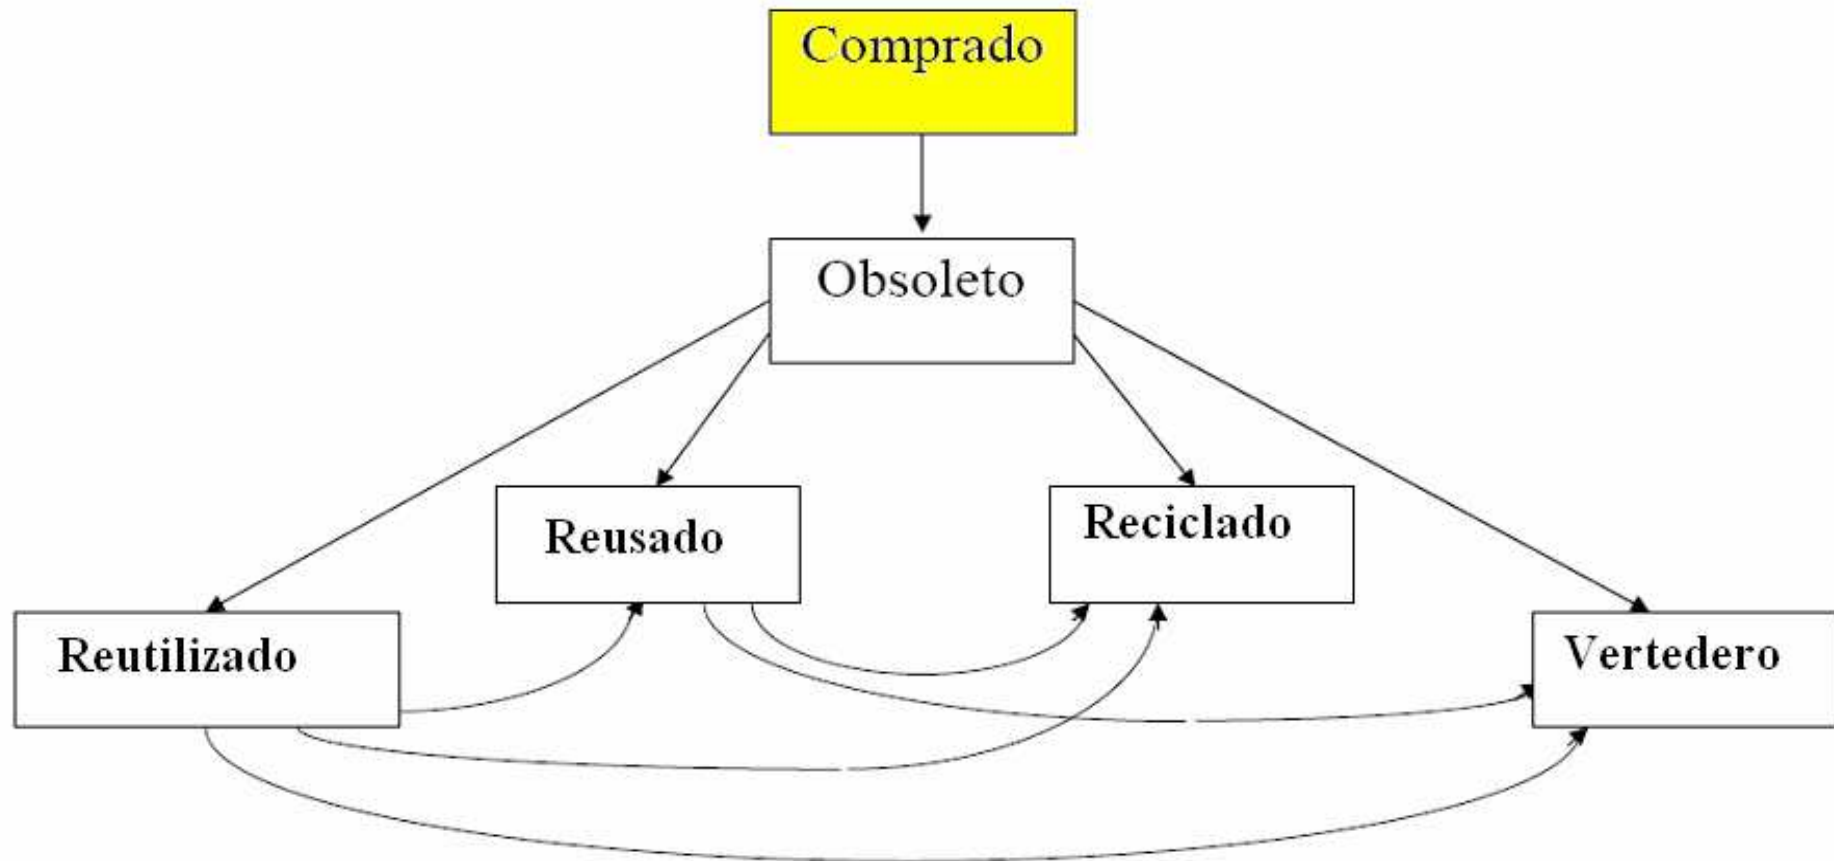 Comprado
Obsoleto
Reusado
Reciclado
Reutilizado
Vertedero